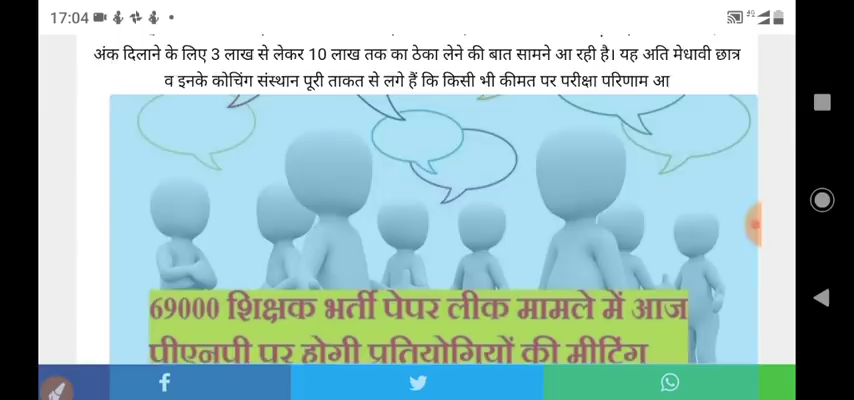 17:04
4G
अंक दिलाने के लिए 3 लाख से लेकर 10 लाख तक का ठेका लेने की बात सामने आ रही है। यह अति मेधावी छात्र
व इनके कोचिंग संस्थान पूरी ताकत से लगे हैं कि किसी भी कीमत पर परीक्षा परिणाम आ
69000 शिक्षक भर्ती पेपर लीक मामले में आज
पीएनपी पर होगी प्रतियोगियों की मीटिंग